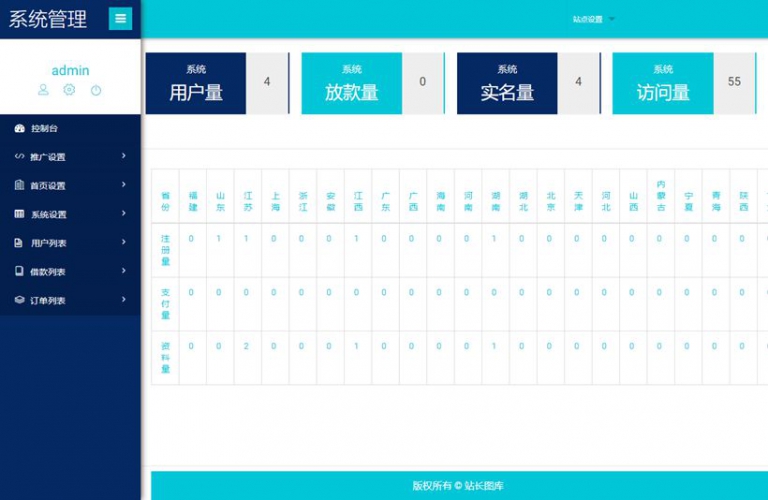 系统管理
站点设置
admin
控制台
推广设置
首页设置
系统设置
用户列表
借款列表
订单列表
系统
用户量
4
系统
放款量
0
系统
实名量
4
系统
访问量
55
省份 福建 山东 江苏 上海 浙江 安徽 江西 广东 广西 海南 河南 湖南 湖北 北京 天津 河北 山西 内蒙古 宁夏 青海 陕西
注册量 0 1 1 0 0 0 1 0 0 0 0 1 0 0 0 0 0 0 0 0 0
支付量 0 0 0 0 0 0 0 0 0 0 0 0 0 0 0 0 0 0 0 0 0
资料量 0 0 2 0 0 0 1 0 0 0 0 1 0 0 0 0 0 0 0 0 0
版权所有 © 站长图库